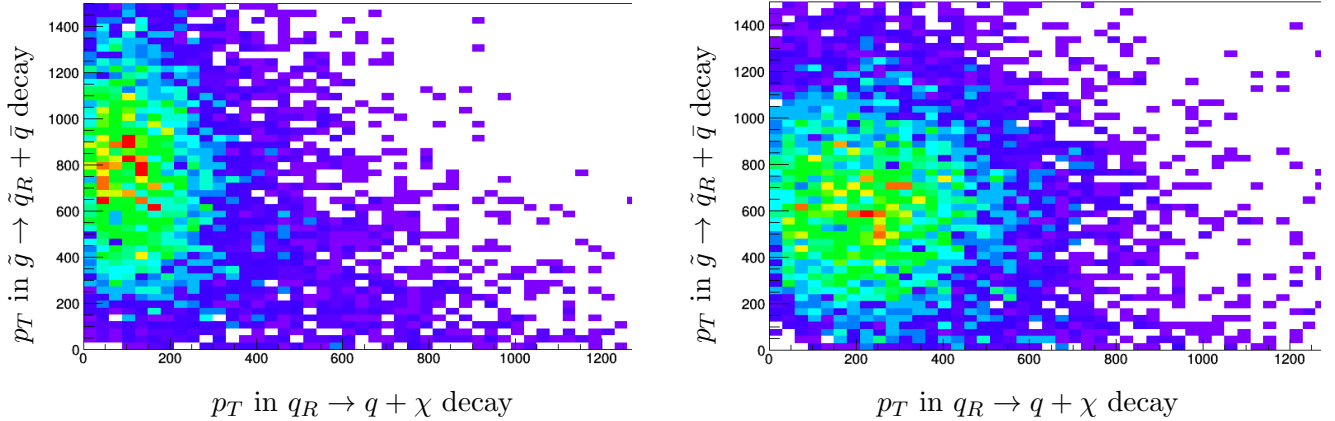 1400
1200
1000
800
600
400
200
0
0 200 400 600 800 1000 1200
$p_T$ in $\tilde{g} \to \tilde{q}_R + \bar{q}$ decay
$p_T$ in $q_R \to q + \chi$ decay
1400
1200
1000
800
600
400
200
0
0 200 400 600 800 1000 1200
$p_T$ in $\tilde{g} \to \tilde{q}_R + \bar{q}$ decay
$p_T$ in $q_R \to q + \chi$ decay